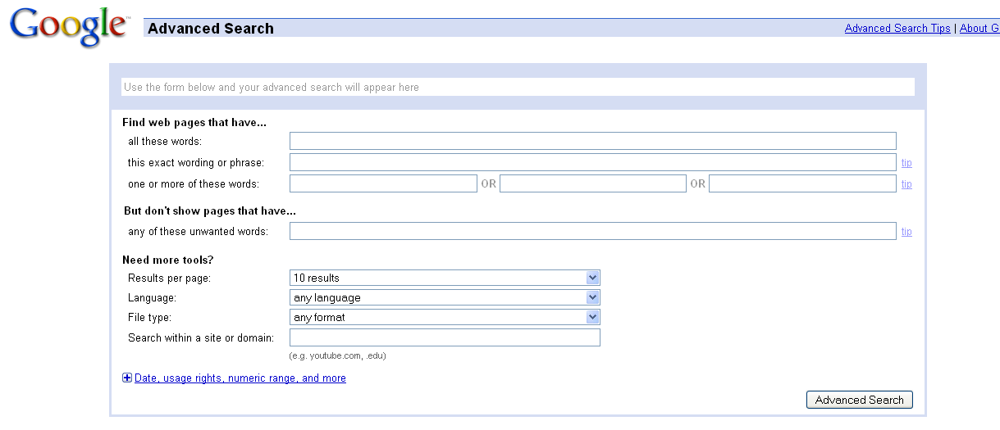 Google™ Advanced Search Advanced Search Tips | About G
Use the form below and your advanced search will appear here
Find web pages that have...
all these words:
this exact wording or phrase: tip
one or more of these words: OR OR tip
But don't show pages that have...
any of these unwanted words: tip
Need more tools?
Results per page: 10 results
Language: any language
File type: any format
Search within a site or domain:
(e.g. youtube.com, .edu)
Date, usage rights, numeric range, and more
Advanced Search